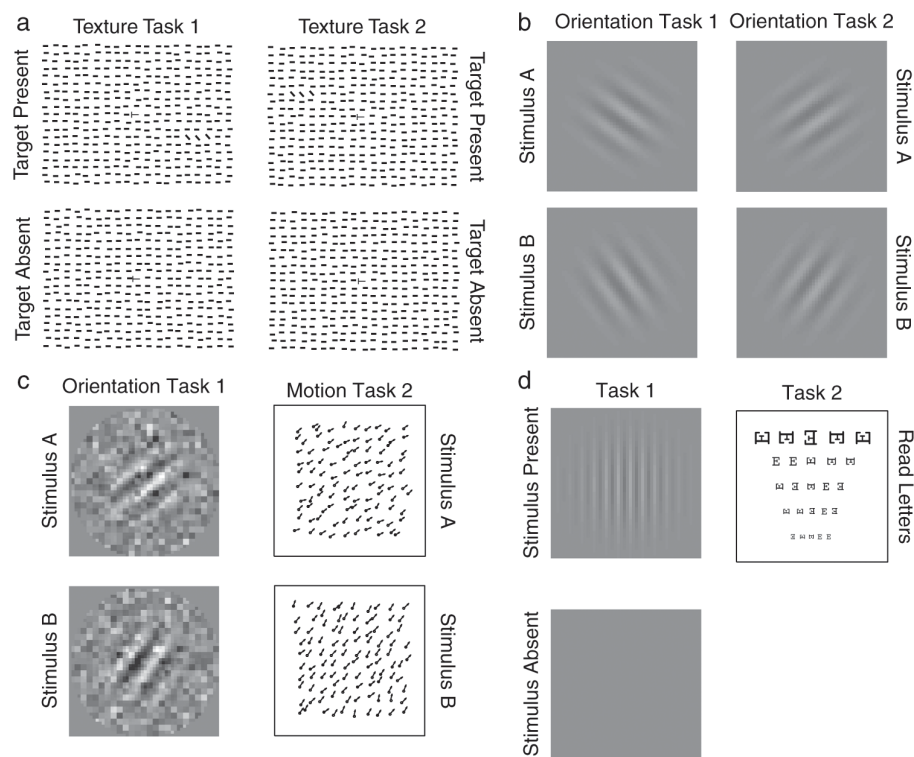 a
Texture Task 1
Texture Task 2
Target Present
Target Present
Target Absent
Target Absent
b
Orientation Task 1
Orientation Task 2
Stimulus A
Stimulus A
Stimulus B
Stimulus B
c
Orientation Task 1
Motion Task 2
Stimulus A
Stimulus A
Stimulus B
Stimulus B
d
Task 1
Task 2
Stimulus Present
Read Letters
Stimulus Absent